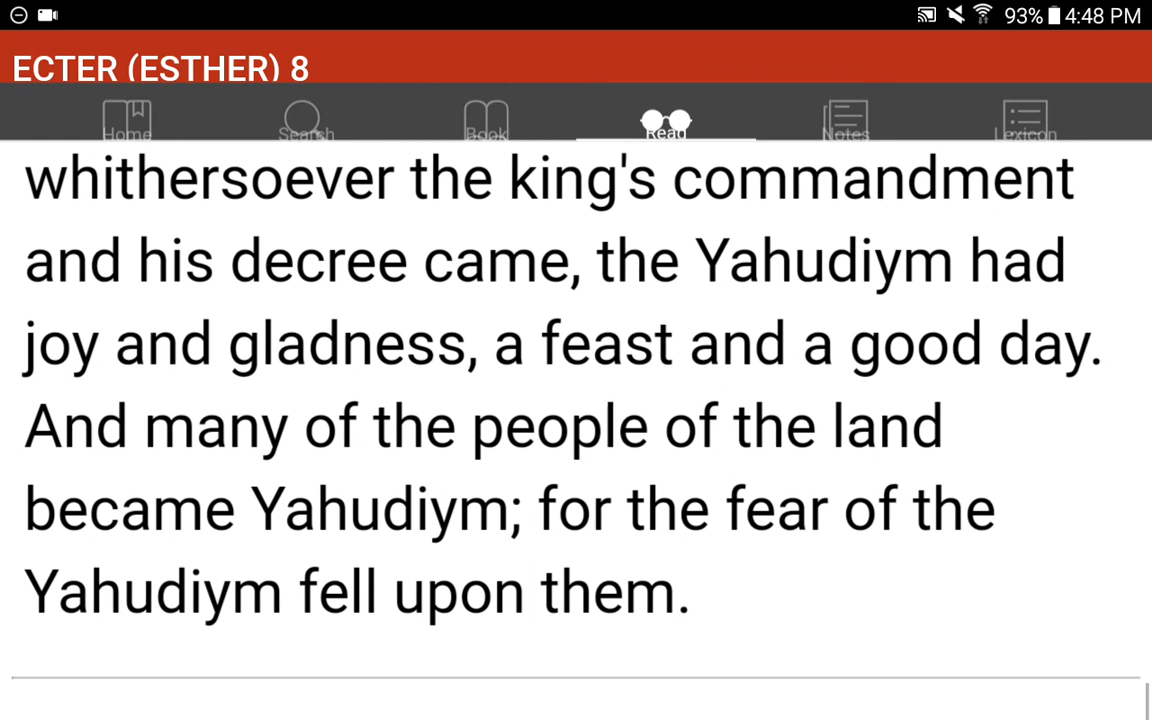 93% 4:48 PM
ECTER (ESTHER) 8
Home Search Book Read Notes Lexicon
whithersoever the king's commandment
and his decree came, the Yahudiym had
joy and gladness, a feast and a good day.
And many of the people of the land
became Yahudiym; for the fear of the
Yahudiym fell upon them.